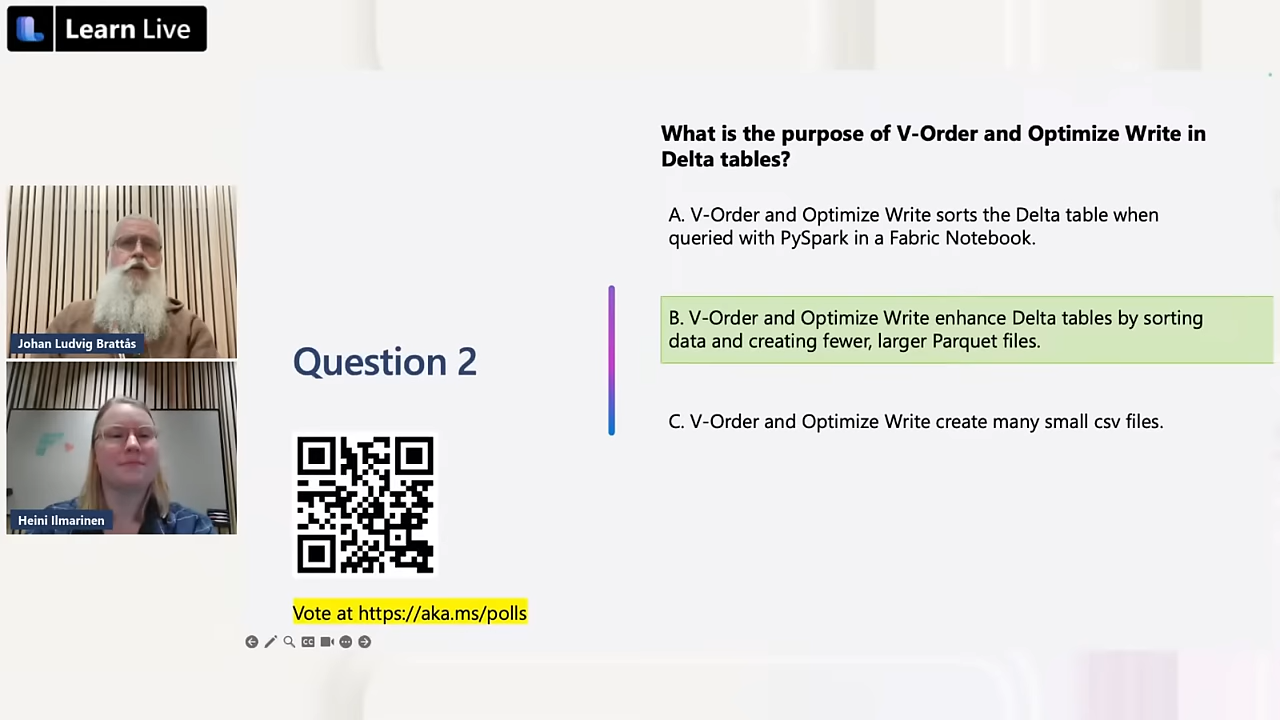 Learn Live
Johan Ludvig Brattås
Heini Ilmarinen
Question 2
Vote at https://aka.ms/polls
What is the purpose of V-Order and Optimize Write in
Delta tables?
A. V-Order and Optimize Write sorts the Delta table when
queried with PySpark in a Fabric Notebook.
B. V-Order and Optimize Write enhance Delta tables by sorting
data and creating fewer, larger Parquet files.
C. V-Order and Optimize Write create many small csv files.